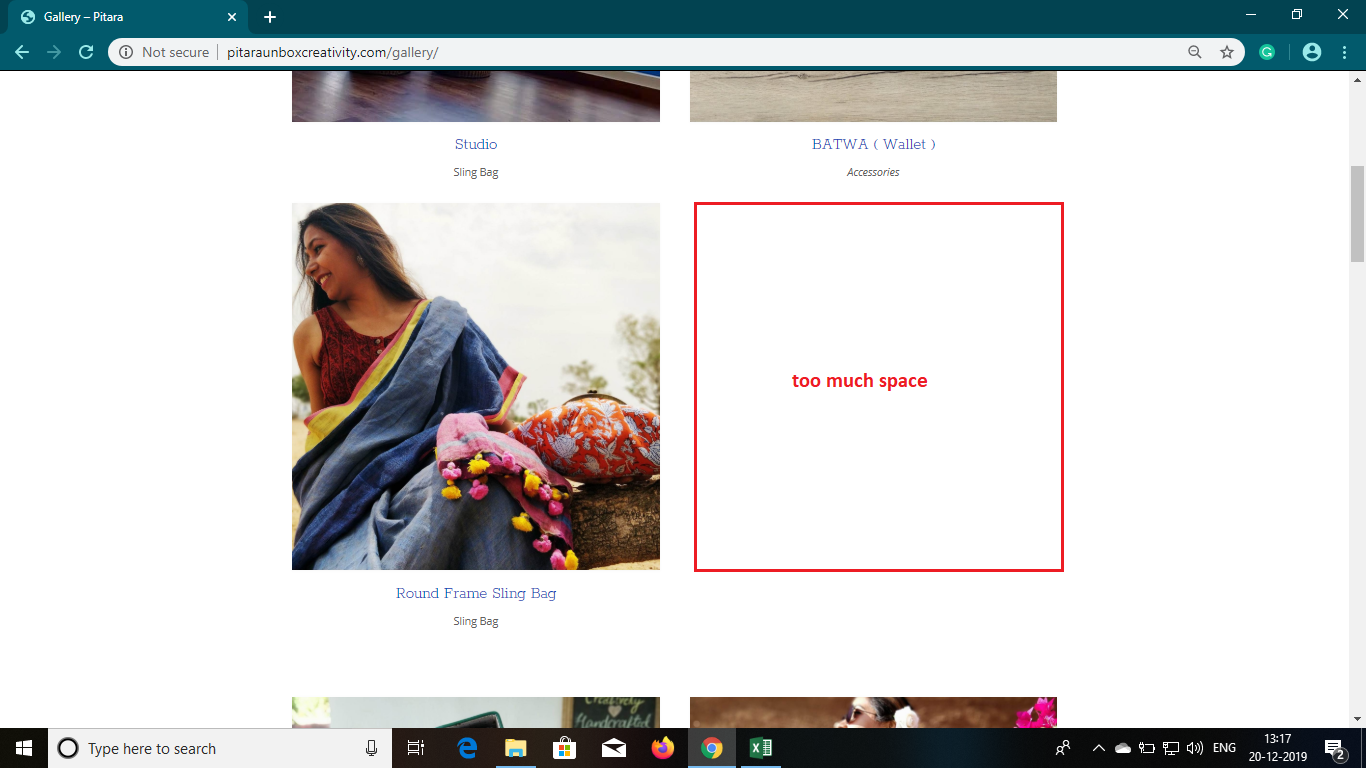 Gallery – Pitara
Not secure
pitaraunboxcreativity.com/gallery/
Studio
BATWA ( Wallet )
Sling Bag
Accessories
too much space
Round Frame Sling Bag
Sling Bag
Handcrafted
Type here to search
ENG
13:17
20-12-2019
2